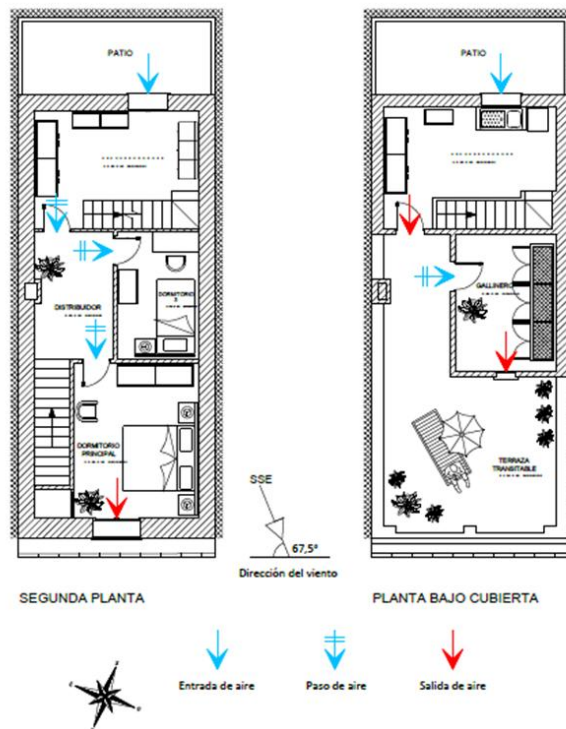 PATIO
DISTRIBUIDOR
DORMITORIO
DORMITORIO
PRINCIPAL
SEGUNDA PLANTA
PATIO
GALLINERO
TERRAZA
TRANSITABLE
PLANTA BAJO CUBIERTA
SSE
67,5°
Dirección del viento
Entrada de aire
Paso de aire
Salida de aire